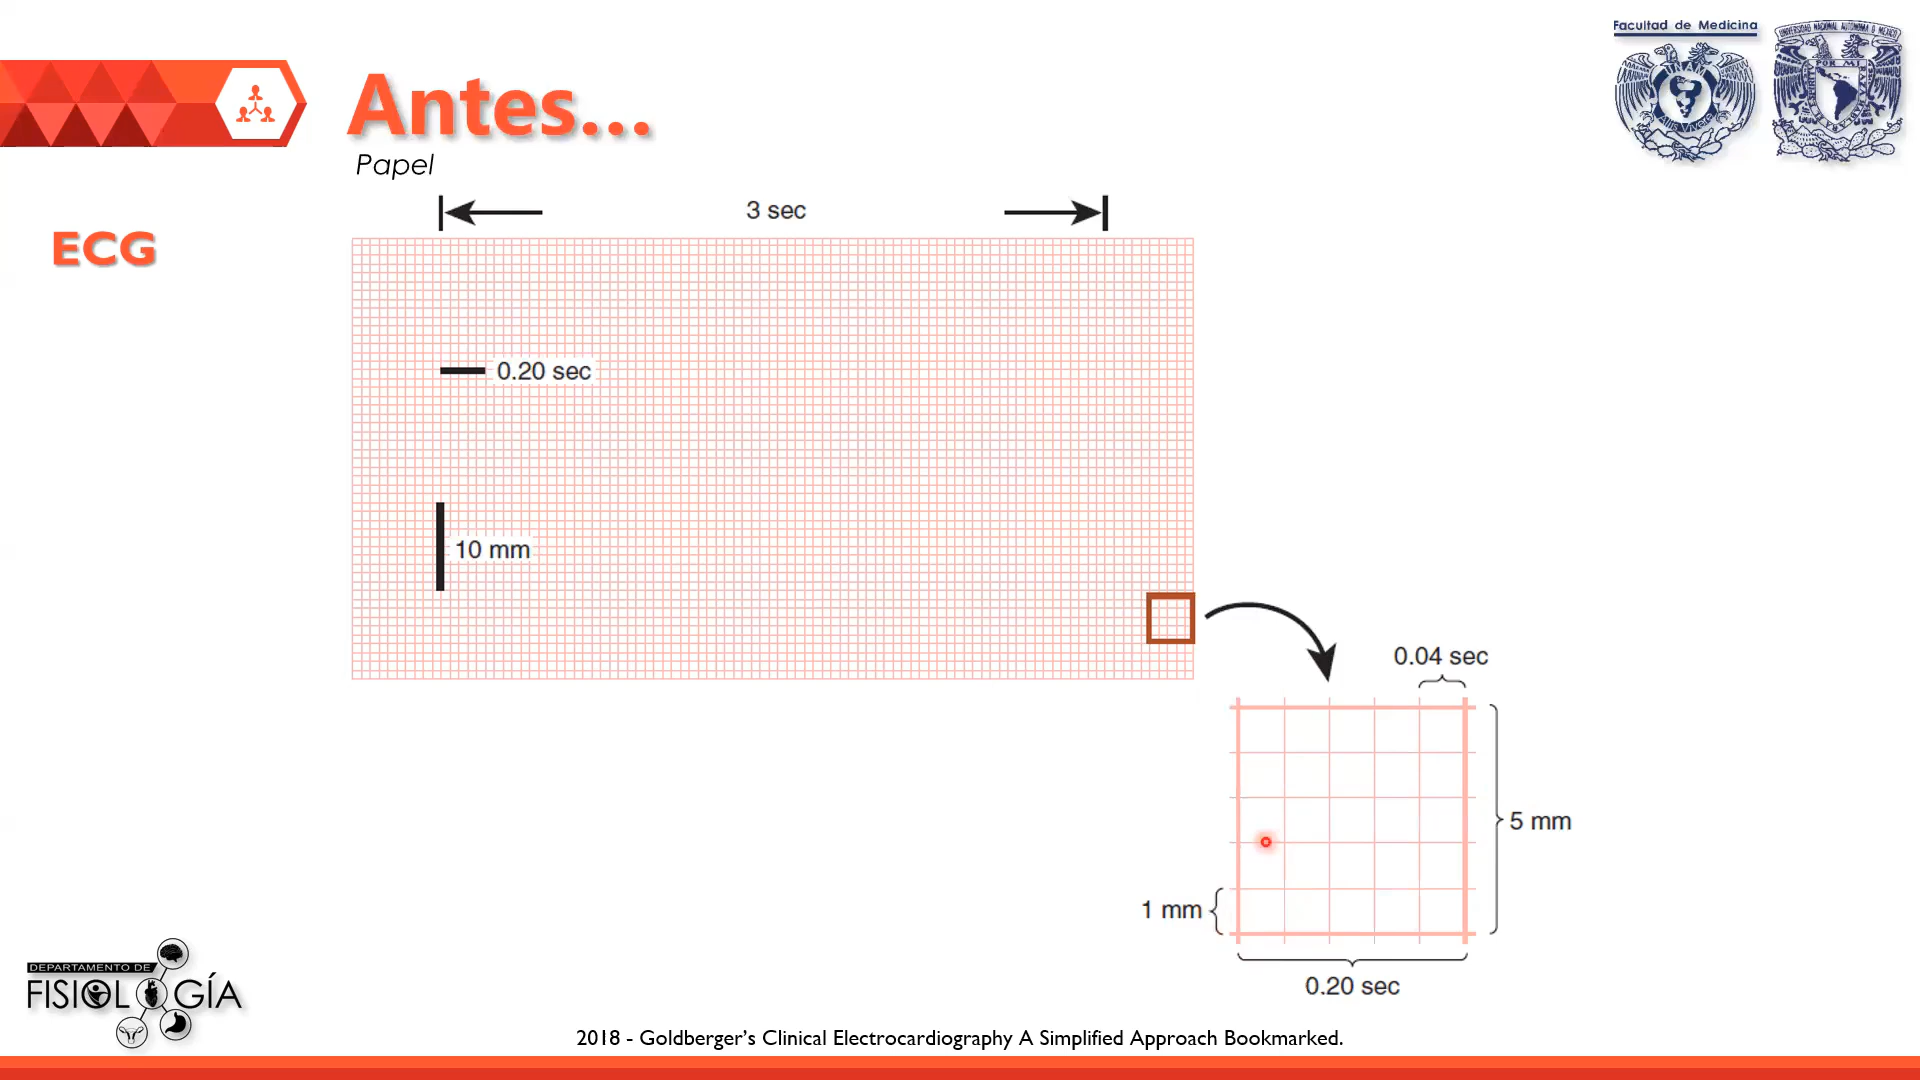 Facultad de Medicina
Antes...
Papel
3 sec
ECG
0.20 sec
10 mm
0.04 sec
5 mm
1 mm
0.20 sec
DEPARTAMENTO DE
FISIOLOGÍA
2018 - Goldberger’s Clinical Electrocardiography A Simplified Approach Bookmarked.